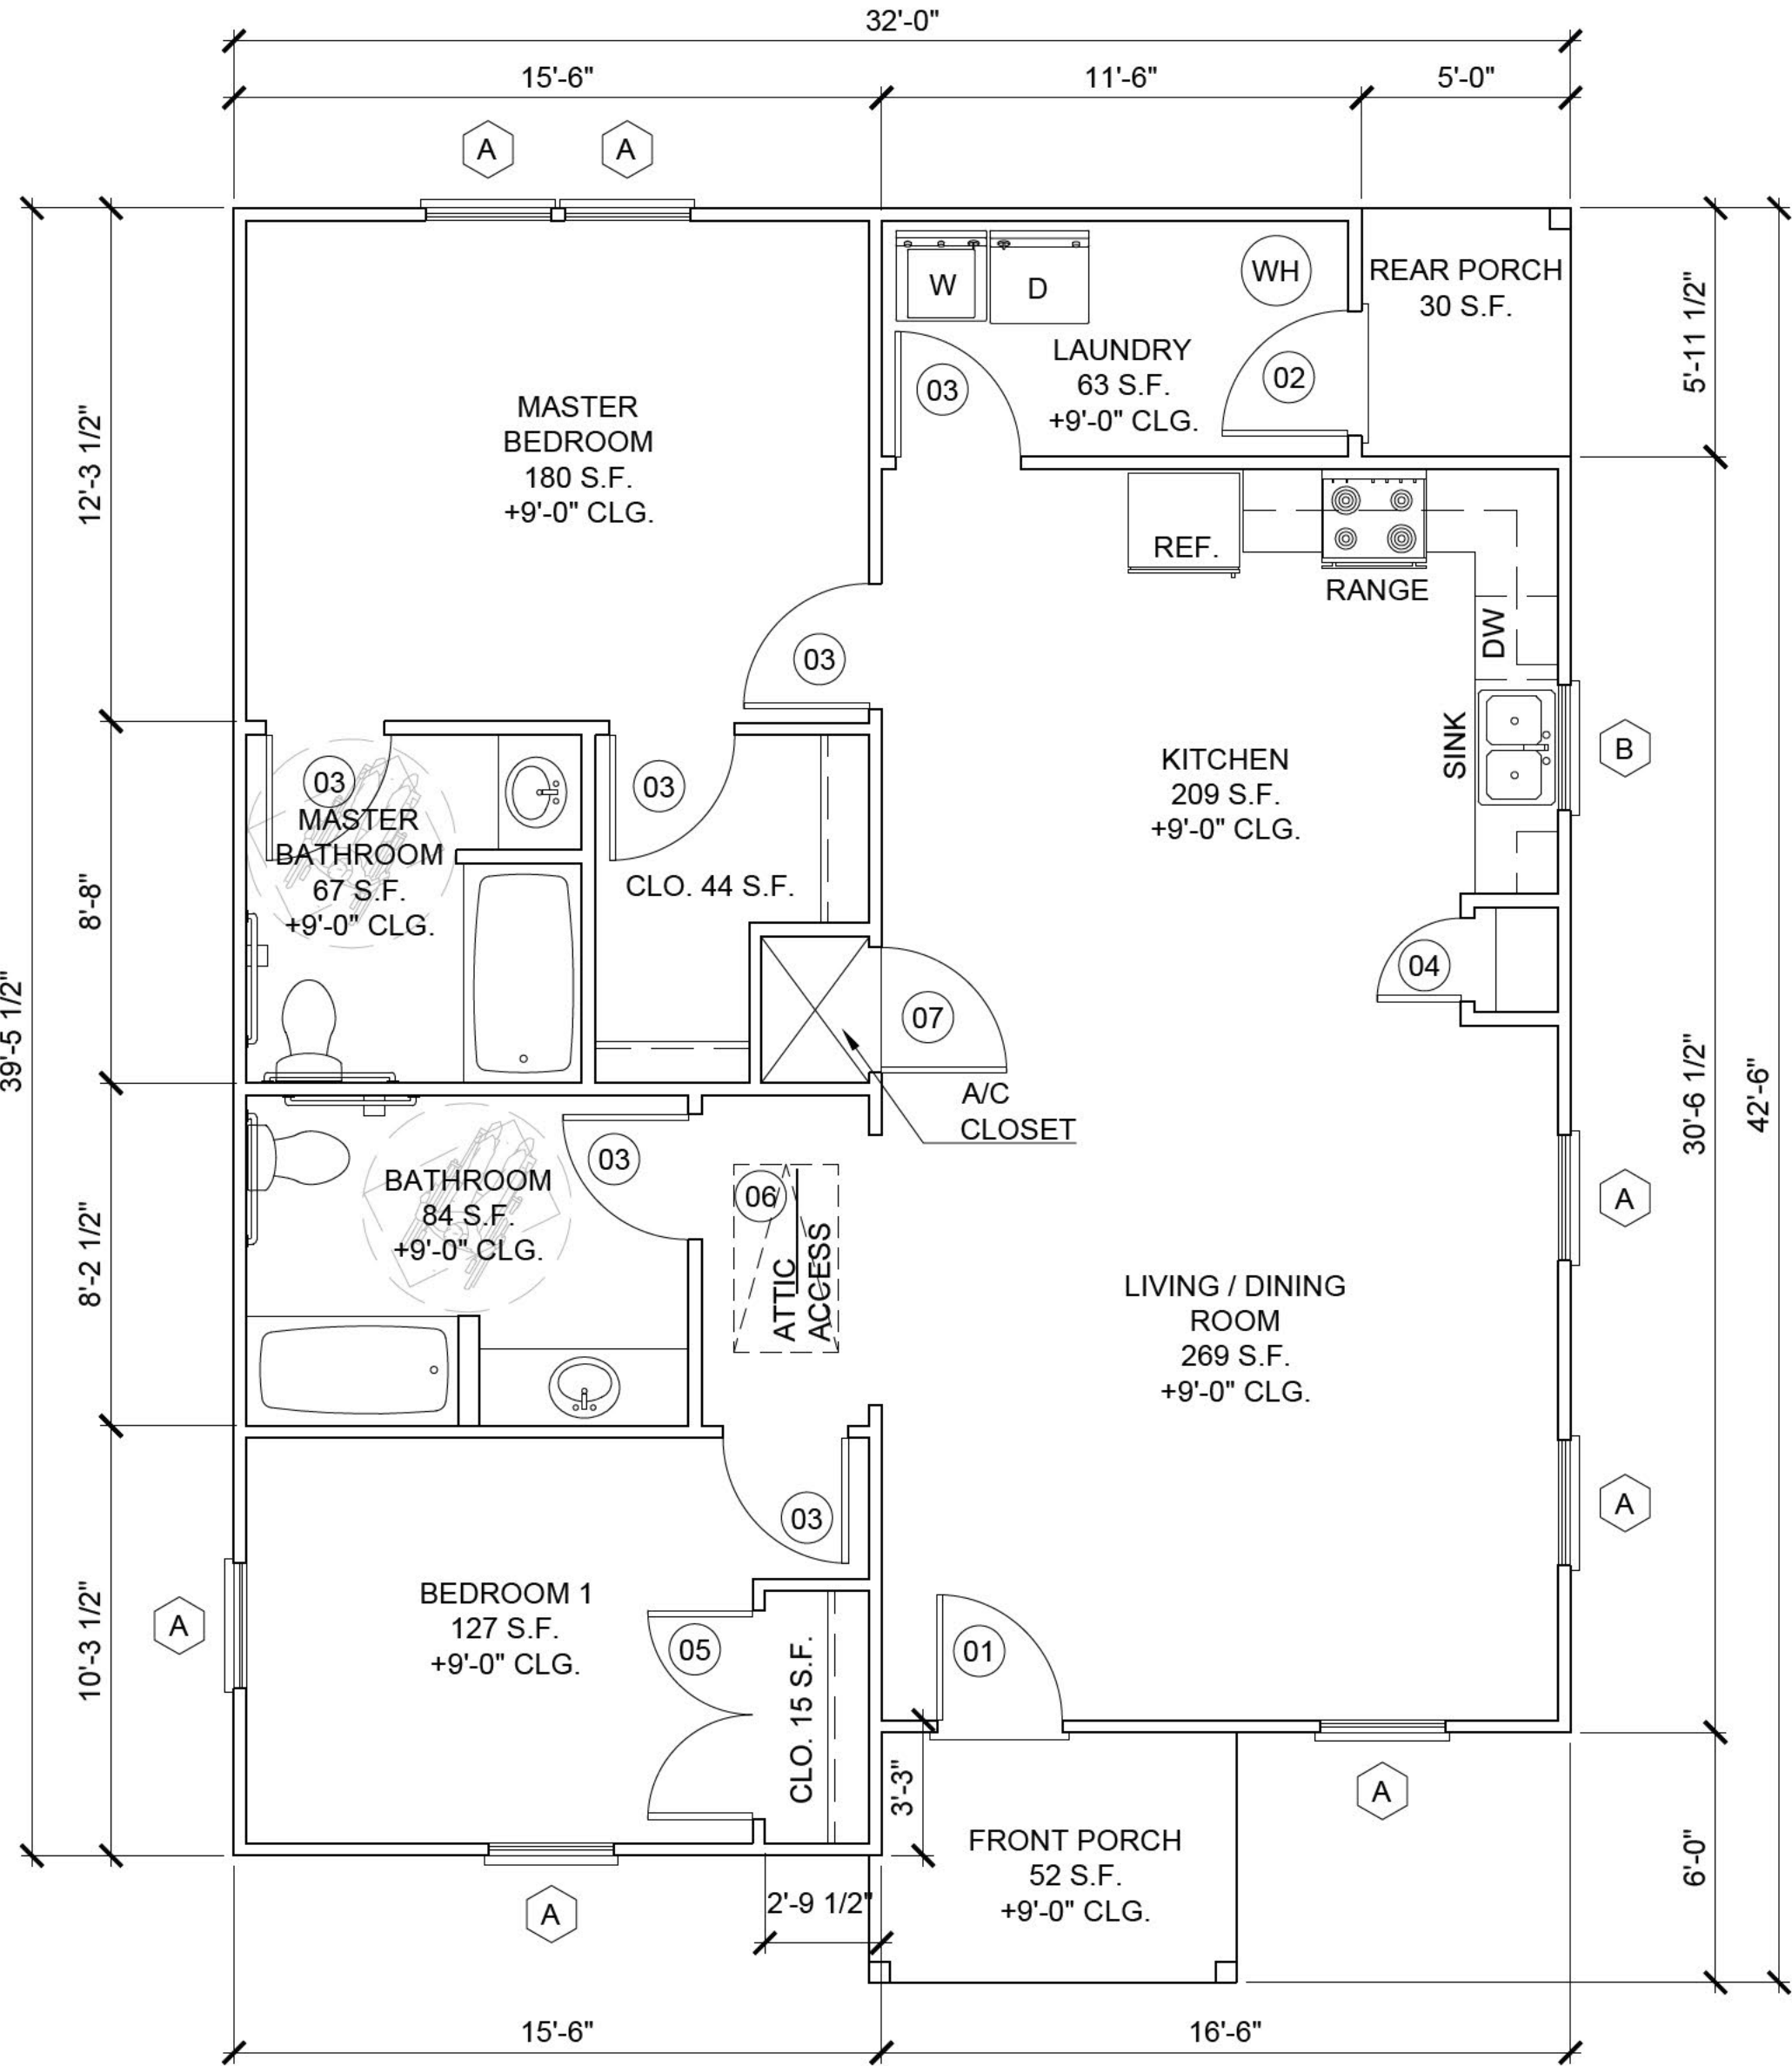 32'-0"
15'-6"
11'-6"
5'-0"
A
A
W
D
WH
REAR PORCH
30 S.F.
5'-11 1/2"
LAUNDRY
63 S.F.
+9'-0" CLG.
03
02
MASTER
BEDROOM
180 S.F.
+9'-0" CLG.
12'-3 1/2"
REF.
RANGE
DW
03
SINK
B
KITCHEN
209 S.F.
+9'-0" CLG.
03
MASTER
BATHROOM
67 S.F.
+9'-0" CLG.
03
CLO. 44 S.F.
8'-8"
04
07
A/C
CLOSET
39'-5 1/2"
30'-6 1/2"
42'-6"
03
BATHROOM
84 S.F.
+9'-0" CLG.
06
ATTIC
ACCESS
A
8'-2 1/2"
LIVING / DINING
ROOM
269 S.F.
+9'-0" CLG.
A
03
BEDROOM 1
127 S.F.
+9'-0" CLG.
A
10'-3 1/2"
05
CLO. 15 S.F.
01
3'-3"
A
FRONT PORCH
52 S.F.
+9'-0" CLG.
6'-0"
2'-9 1/2"
A
15'-6"
16'-6"